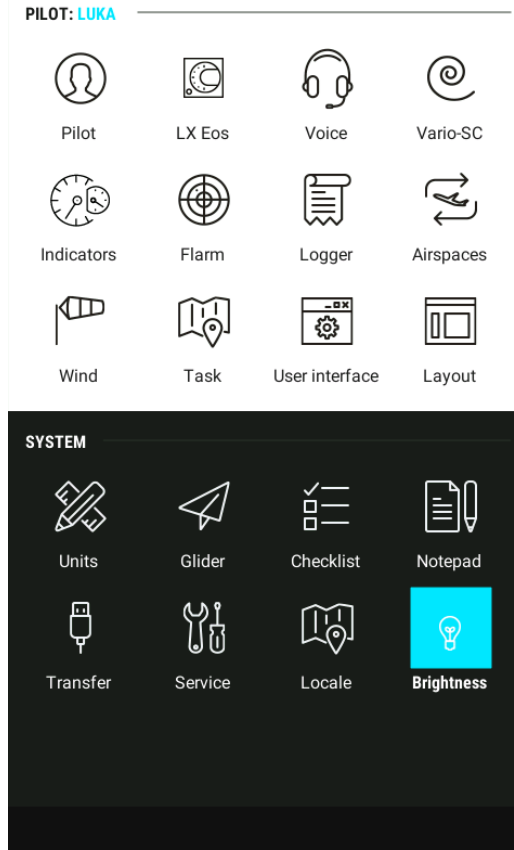 PILOT: LUKA
Pilot LX Eos Voice Vario-SC
Indicators Flarm Logger Airspaces
Wind Task User interface Layout
SYSTEM
Units Glider Checklist Notepad
Transfer Service Locale Brightness